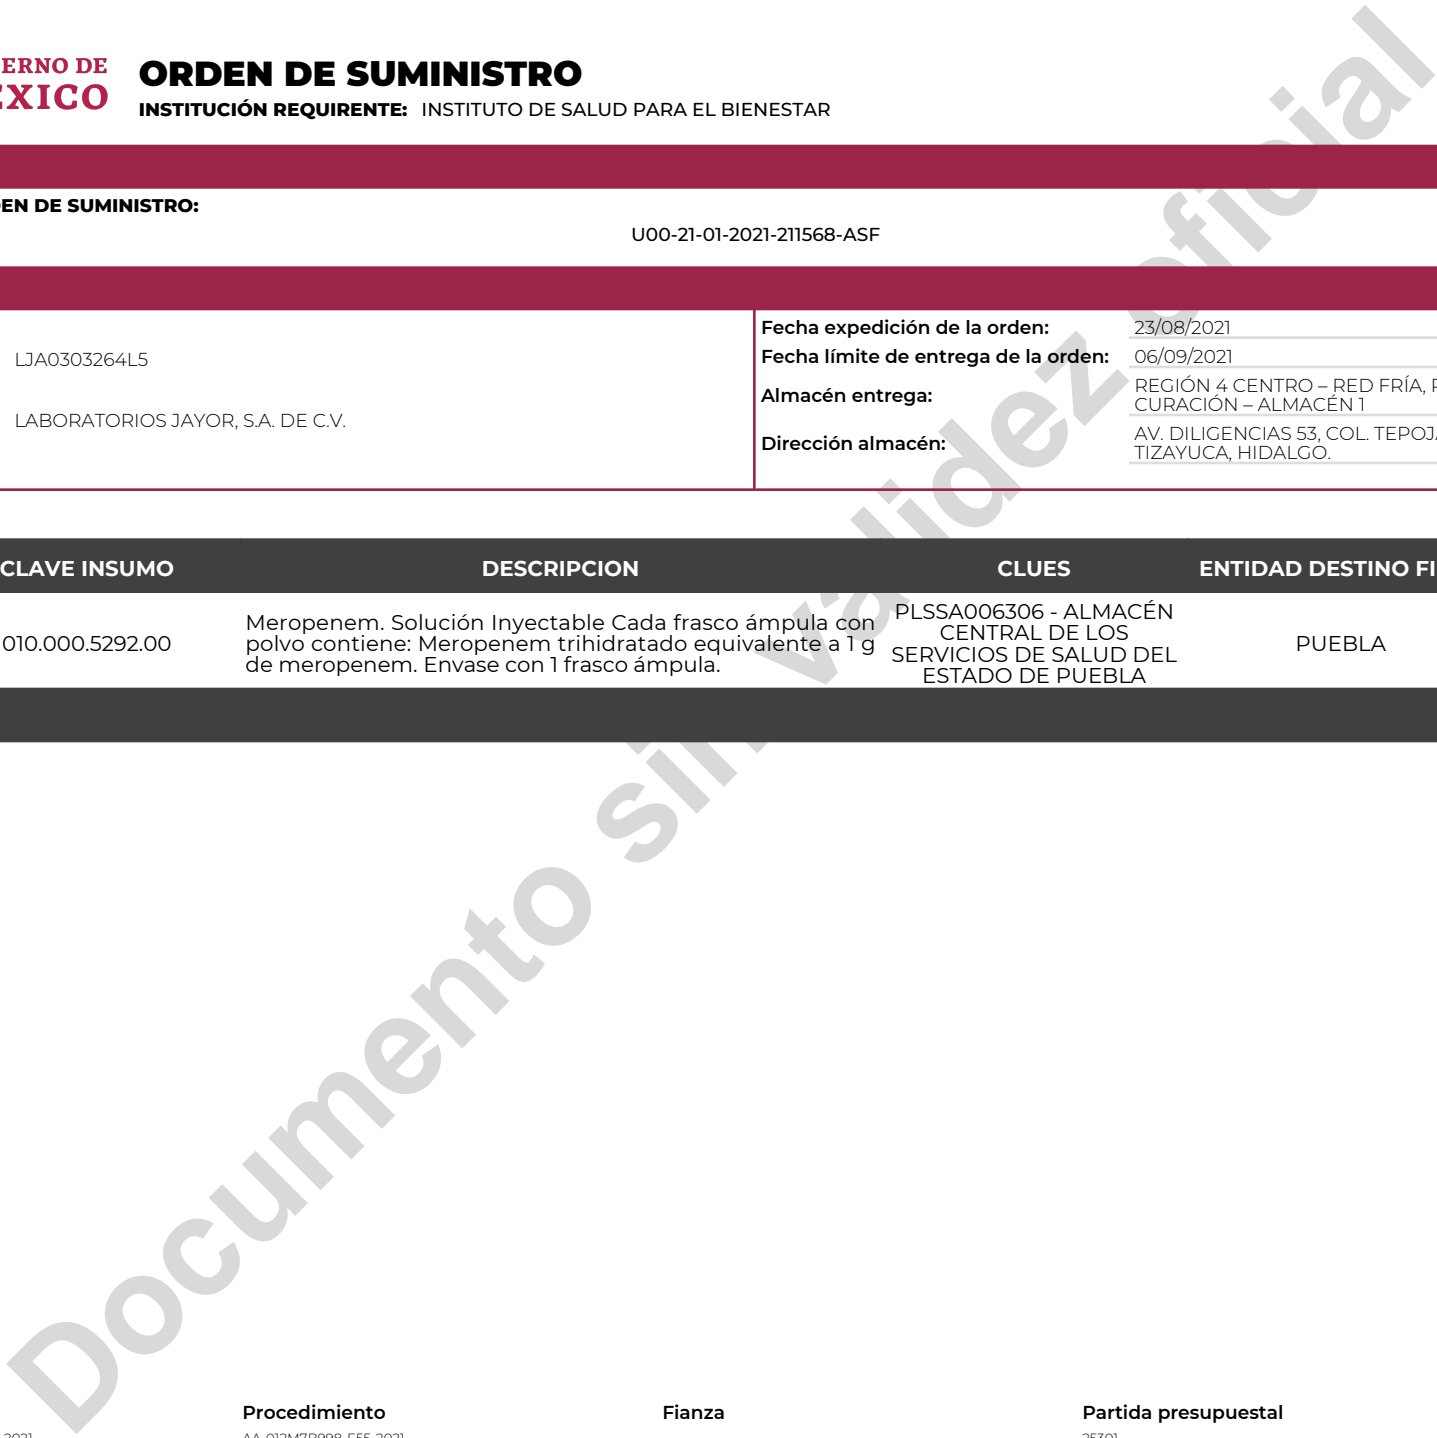 ERNO DE
ÉXICO
ORDEN DE SUMINISTRO
INSTITUCIÓN REQUIRENTE: INSTITUTO DE SALUD PARA EL BIENESTAR
EN DE SUMINISTRO:
U00-21-01-2021-211568-ASF
LJA0303264L5
LABORATORIOS JAYOR, S.A. DE C.V.
Fecha expedición de la orden: 23/08/2021
Fecha límite de entrega de la orden: 06/09/2021
Almacén entrega: REGIÓN 4 CENTRO – RED FRÍA,
CURACIÓN – ALMACÉN 1
Dirección almacén: AV. DILIGENCIAS 53, COL. TEPOJ
TIZAYUCA, HIDALGO.
CLAVE INSUMO DESCRIPCION CLUES ENTIDAD DESTINO FI
010.000.5292.00
Meropenem. Solución Inyectable Cada frasco ámpula con
polvo contiene: Meropenem trihidratado equivalente a 1 g
de meropenem. Envase con 1 frasco ámpula.
PLSSA006306 - ALMACÉN
CENTRAL DE LOS
SERVICIOS DE SALUD DEL
ESTADO DE PUEBLA
PUEBLA
Documento sin validez oficial
Procedimiento Fianza Partida presupuestal